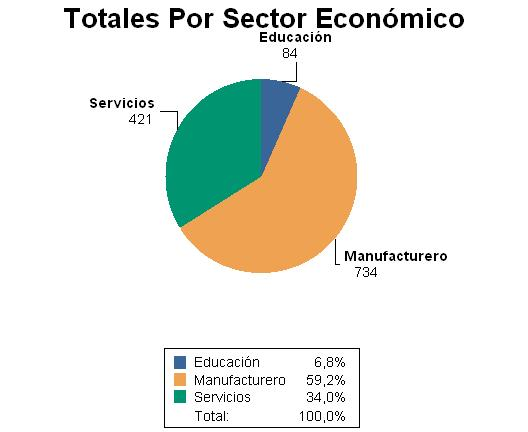 Totales Por Sector Económico
Educación
84
Servicios
421
Manufacturero
734
Educación 6,8%
Manufacturero 59,2%
Servicios 34,0%
Total: 100,0%